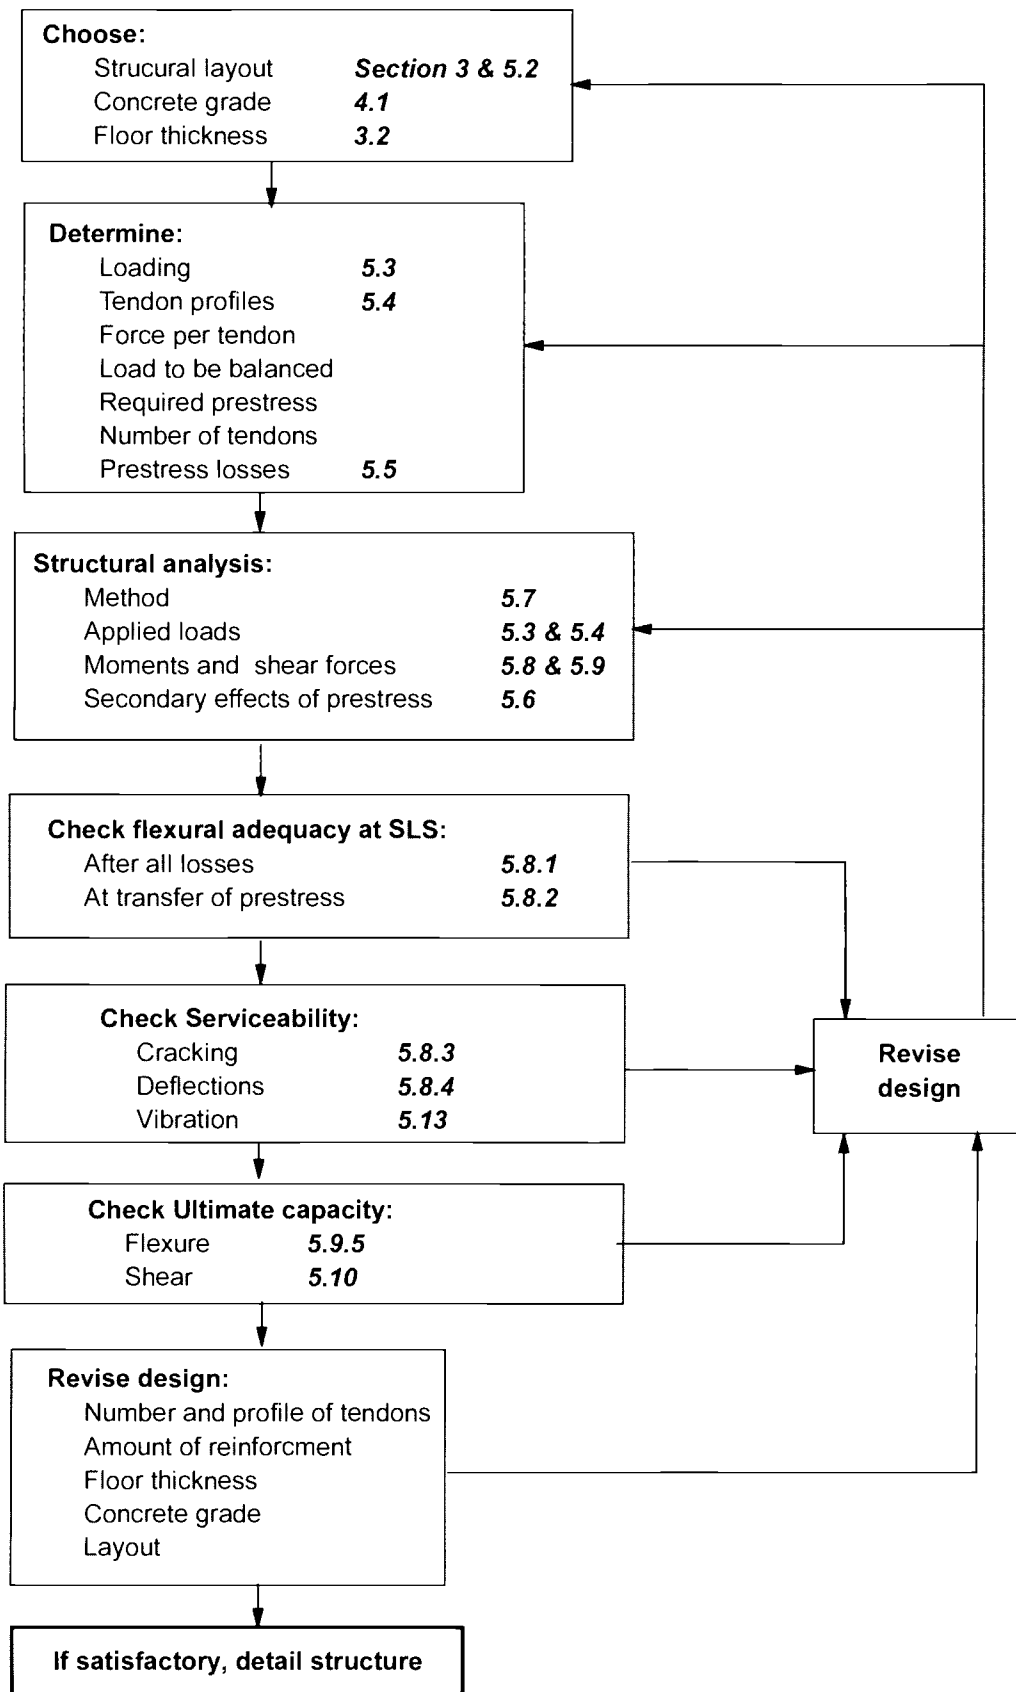 Choose:
Strucural layout Section 3 & 5.2
Concrete grade 4.1
Floor thickness 3.2
Determine:
Loading 5.3
Tendon profiles 5.4
Force per tendon
Load to be balanced
Required prestress
Number of tendons
Prestress losses 5.5
Structural analysis:
Method 5.7
Applied loads 5.3 & 5.4
Moments and shear forces 5.8 & 5.9
Secondary effects of prestress 5.6
Check flexural adequacy at SLS:
After all losses 5.8.1
At transfer of prestress 5.8.2
Check Serviceability:
Cracking 5.8.3
Deflections 5.8.4
Vibration 5.13
Revise
design
Check Ultimate capacity:
Flexure 5.9.5
Shear 5.10
Revise design:
Number and profile of tendons
Amount of reinforcment
Floor thickness
Concrete grade
Layout
If satisfactory, detail structure